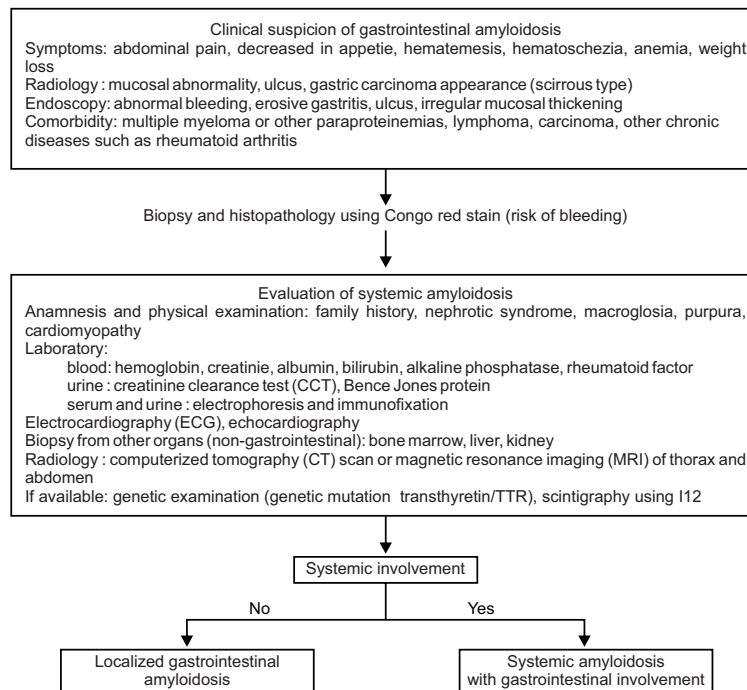 Clinical suspicion of gastrointestinal amyloidosis
Symptoms: abdominal pain, decreased in appetie, hematemesis, hematoschezia, anemia, weight
loss
Radiology : mucosal abnormality, ulcus, gastric carcinoma appearance (scirrous type)
Endoscopy: abnormal bleeding, erosive gastritis, ulcus, irregular mucosal thickening
Comorbidity: multiple myeloma or other paraproteinemias, lymphoma, carcinoma, other chronic
diseases such as rheumatoid arthritis
Biopsy and histopathology using Congo red stain (risk of bleeding)
Evaluation of systemic amyloidosis
Anamnesis and physical examination: family history, nephrotic syndrome, macroglosia, purpura,
cardiomyopathy
Laboratory:
blood: hemoglobin, creatinie, albumin, bilirubin, alkaline phosphatase, rheumatoid factor
urine : creatinine clearance test (CCT), Bence Jones protein
serum and urine : electrophoresis and immunofixation
Electrocardiography (ECG), echocardiography
Biopsy from other organs (non-gastrointestinal): bone marrow, liver, kidney
Radiology : computerized tomography (CT) scan or magnetic resonance imaging (MRI) of thorax and
abdomen
If available: genetic examination (genetic mutation transthyretin/TTR), scintigraphy using I12
Systemic involvement
No Yes
Localized gastrointestinal
amyloidosis
Systemic amyloidosis
with gastrointestinal involvement